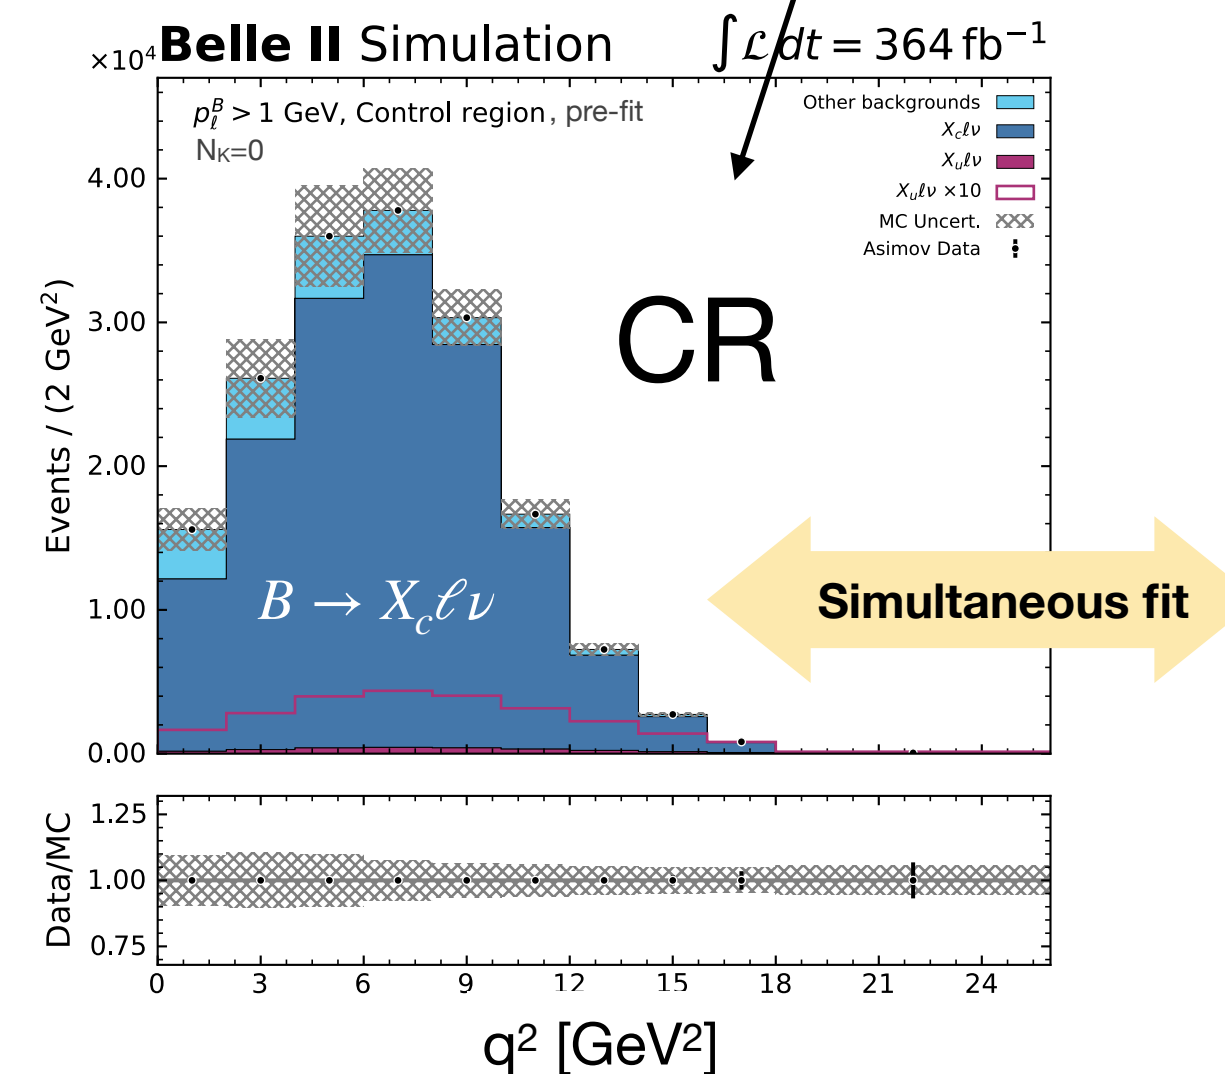 ×10⁴ Belle II Simulation ∫ℒdt = 364 fb⁻¹
pℓᴮ > 1 GeV, Control region, pre-fit
Nₖ=0
Other backgrounds
X_cℓν
X_uℓν
X_uℓν ×10
MC Uncert.
Asimov Data
CR
Simultaneous fit
B → X_cℓν
Events / (2 GeV²)
4.00
3.00
2.00
1.00
0.00
Data/MC
1.25
1.00
0.75
0 3 6 9 12 15 18 21 24
q² [GeV²]